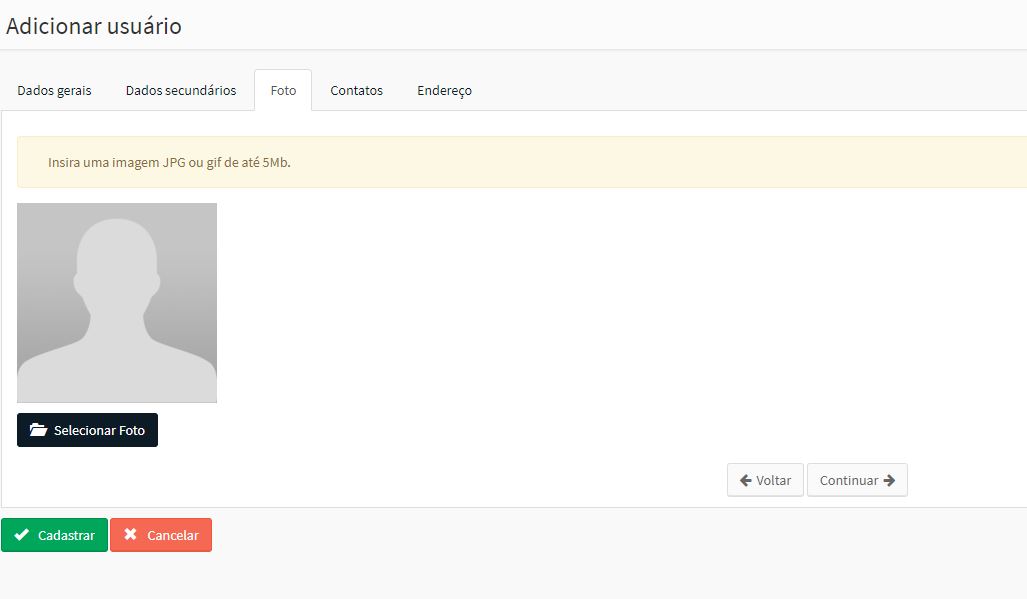 Adicionar usuário
Dados gerais Dados secundários Foto Contatos Endereço
Insira uma imagem JPG ou gif de até 5Mb.
Selecionar Foto
Voltar Continuar
Cadastrar Cancelar